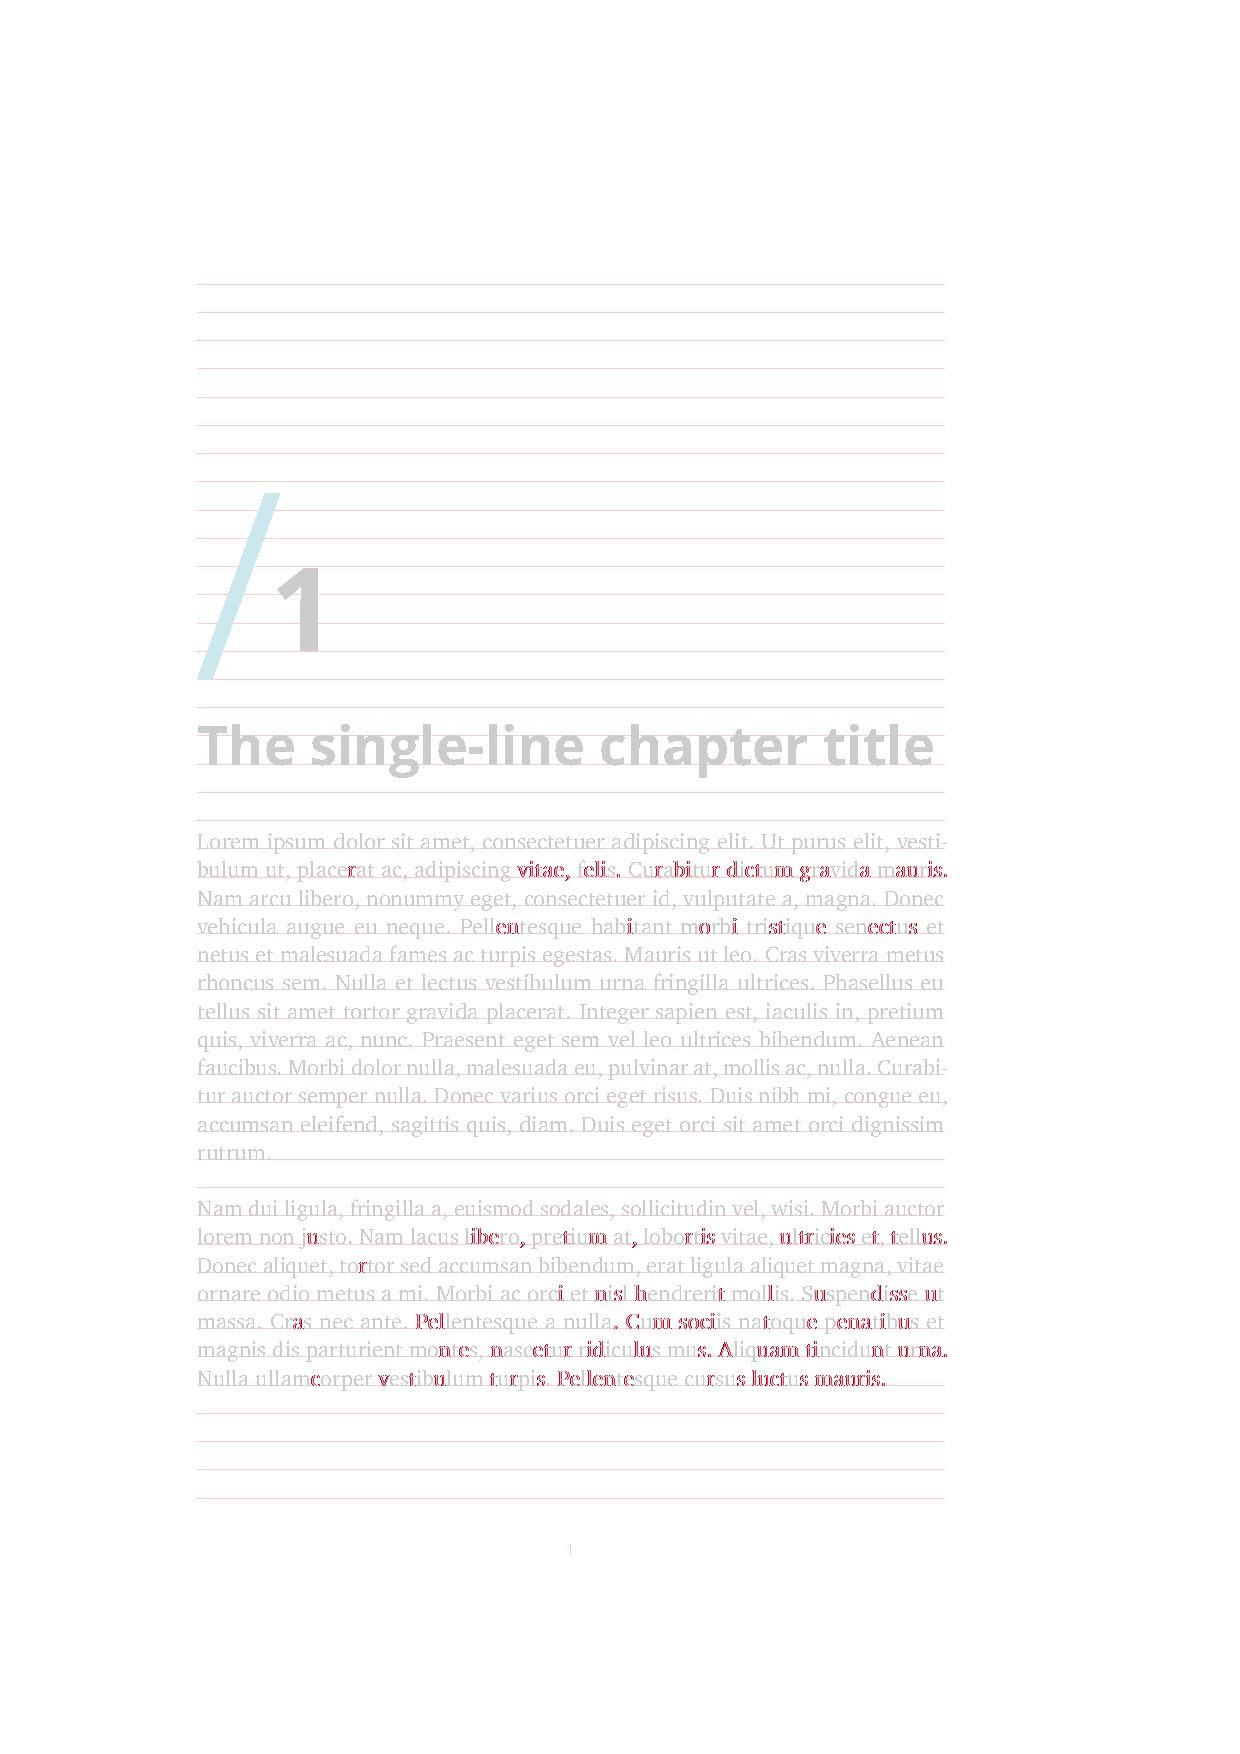 /1
The single-line chapter title
Lorem ipsum dolor sit amet, consectetuer adipiscing elit. Ut purus elit, vesti-
bulum ut, placerat ac, adipiscing vitae, felis. Curabitur dictum gravida mauris.
Nam arcu libero, nonummy eget, consectetuer id, vulputate a, magna. Donec
vehicula augue eu neque. Pellentesque habitant morbi tristique senectus et
netus et malesuada fames ac turpis egestas. Mauris ut leo. Cras viverra metus
rhoncus sem. Nulla et lectus vestibulum urna fringilla ultrices. Phasellus eu
tellus sit amet tortor gravida placerat. Integer sapien est, iaculis in, pretium
quis, viverra ac, nunc. Praesent eget sem vel leo ultrices bibendum. Aenean
faucibus. Morbi dolor nulla, malesuada eu, pulvinar at, mollis ac, nulla. Curabi-
tur auctor semper nulla. Donec varius orci eget risus. Duis nibh mi, congue eu,
accumsan eleifend, sagittis quis, diam. Duis eget orci sit amet orci dignissim
rutrum.
Nam dui ligula, fringilla a, euismod sodales, sollicitudin vel, wisi. Morbi auctor
lorem non justo. Nam lacus libero, pretium at, lobortis vitae, ultricies et, tellus.
Donec aliquet, tortor sed accumsan bibendum, erat ligula aliquet magna, vitae
ornare odio metus a mi. Morbi ac orci et nisl hendrerit mollis. Suspendisse ut
massa. Cras nec ante. Pellentesque a nulla. Cum sociis natoque penatibus et
magnis dis parturient montes, nascetur ridiculus mus. Aliquam tincidunt urna.
Nulla ullamcorper vestibulum turpis. Pellentesque cursus luctus mauris.
1